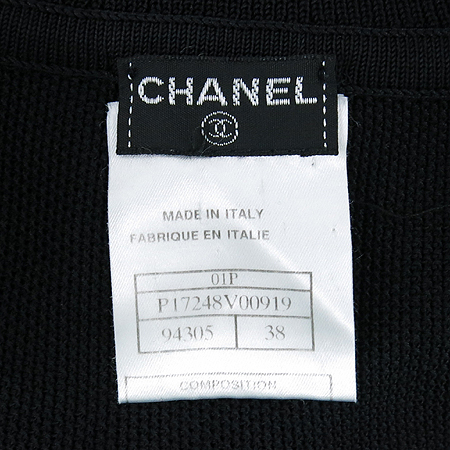 CHANEL
MADE IN ITALY
FABRIQUE EN ITALIE
01P
P17248V00919
94305 38
COMPOSITION